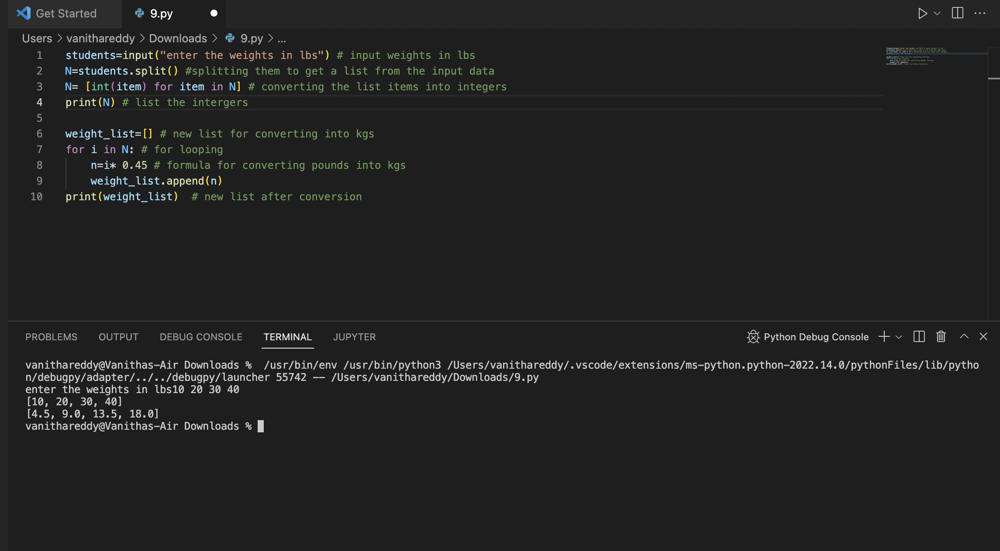 Get Started
9.py
Users > vanithareddy > Downloads > 9.py > ...
1 students=input("enter the weights in lbs") # input weights in lbs
2 N=students.split() #splitting them to get a list from the input data
3 N= [int(item) for item in N] # converting the list items into integers
4 print(N) # list the intergers
5
6 weight_list=[] # new list for converting into kgs
7 for i in N: # for looping
8     n=i* 0.45 # formula for converting pounds into kgs
9     weight_list.append(n)
10 print(weight_list)  # new list after conversion
PROBLEMS OUTPUT DEBUG CONSOLE TERMINAL JUPYTER Python Debug Console
vanithareddy@Vanithas-Air Downloads %  /usr/bin/env /usr/bin/python3 /Users/vanithareddy/.vscode/extensions/ms-python.python-2022.14.0/pythonFiles/lib/pytho
n/debugpy/adapter/../../debugpy/launcher 55742 -- /Users/vanithareddy/Downloads/9.py
enter the weights in lbs10 20 30 40
[10, 20, 30, 40]
[4.5, 9.0, 13.5, 18.0]
vanithareddy@Vanithas-Air Downloads %